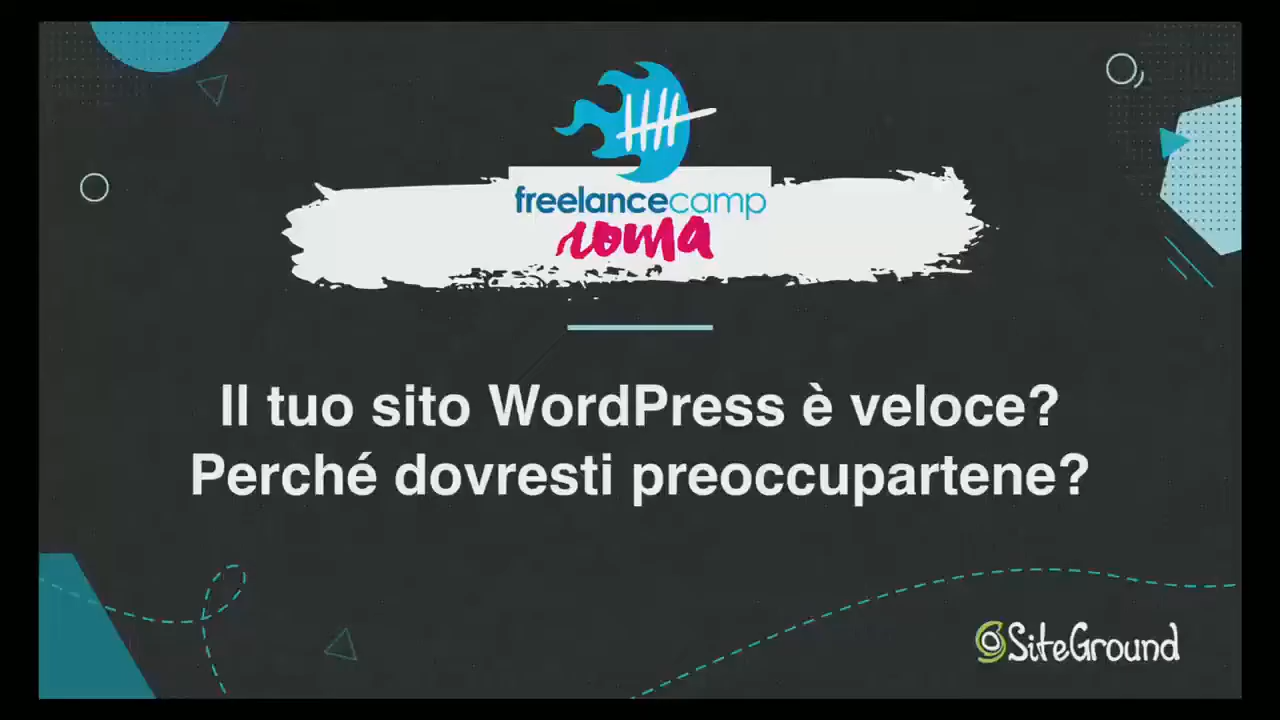 freelancecamp
roma
Il tuo sito WordPress è veloce?
Perché dovresti preoccupartene?
SiteGround